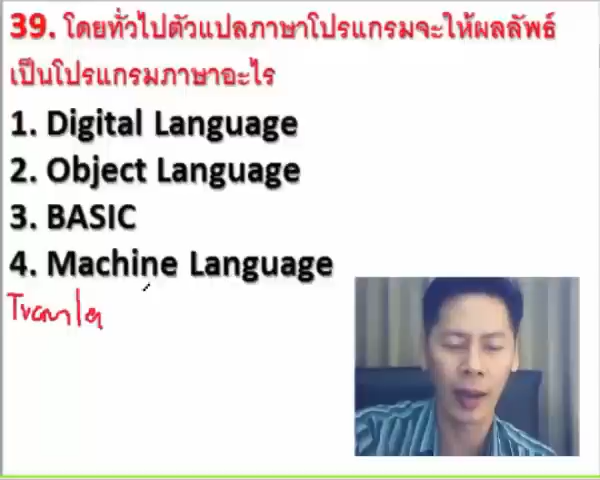 39. โดยทั่วไปตัวแปลภาษาโปรแกรมจะให้ผลลัพธ์
เป็นโปรแกรมภาษาอะไร
1. Digital Language
2. Object Language
3. BASIC
4. Machine Language